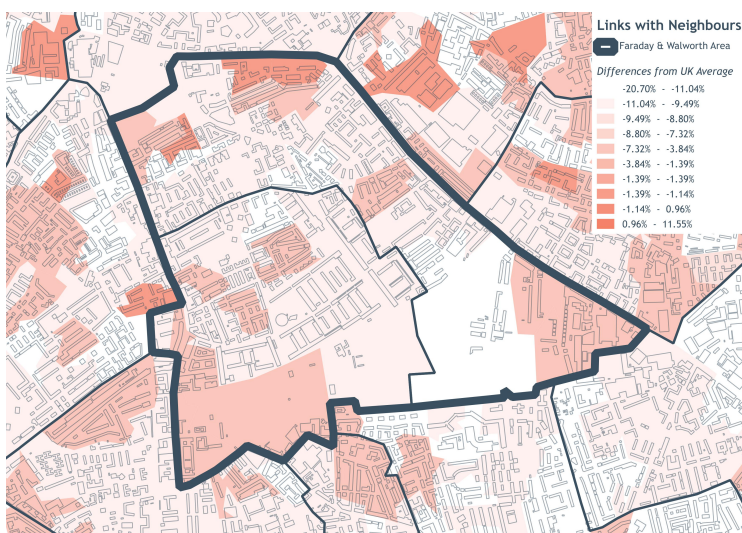 Links with Neighbours
Faraday & Walworth Area
Differences from UK Average
-20.70% - -11.04%
-11.04% - -9.49%
-9.49% - -8.80%
-8.80% - -7.32%
-7.32% - -3.84%
-3.84% - -1.39%
-1.39% - -1.39%
-1.39% - -1.14%
-1.14% - 0.96%
0.96% - 11.55%